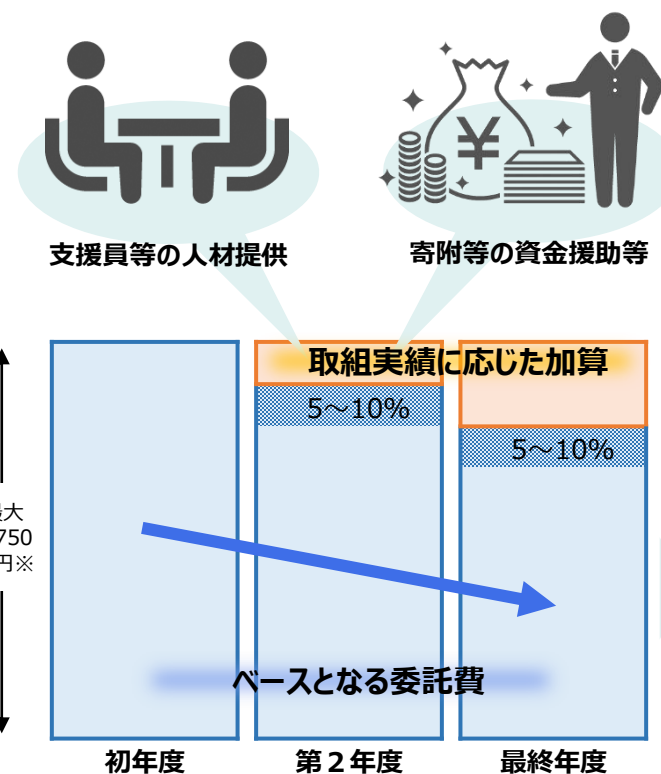 支援員等の人材提供
¥
寄附等の資金援助等
取組実績に応じた加算
5～10%
5～10%
大
750
円※
ベースとなる委託費
初年度
第２年度
最終年度